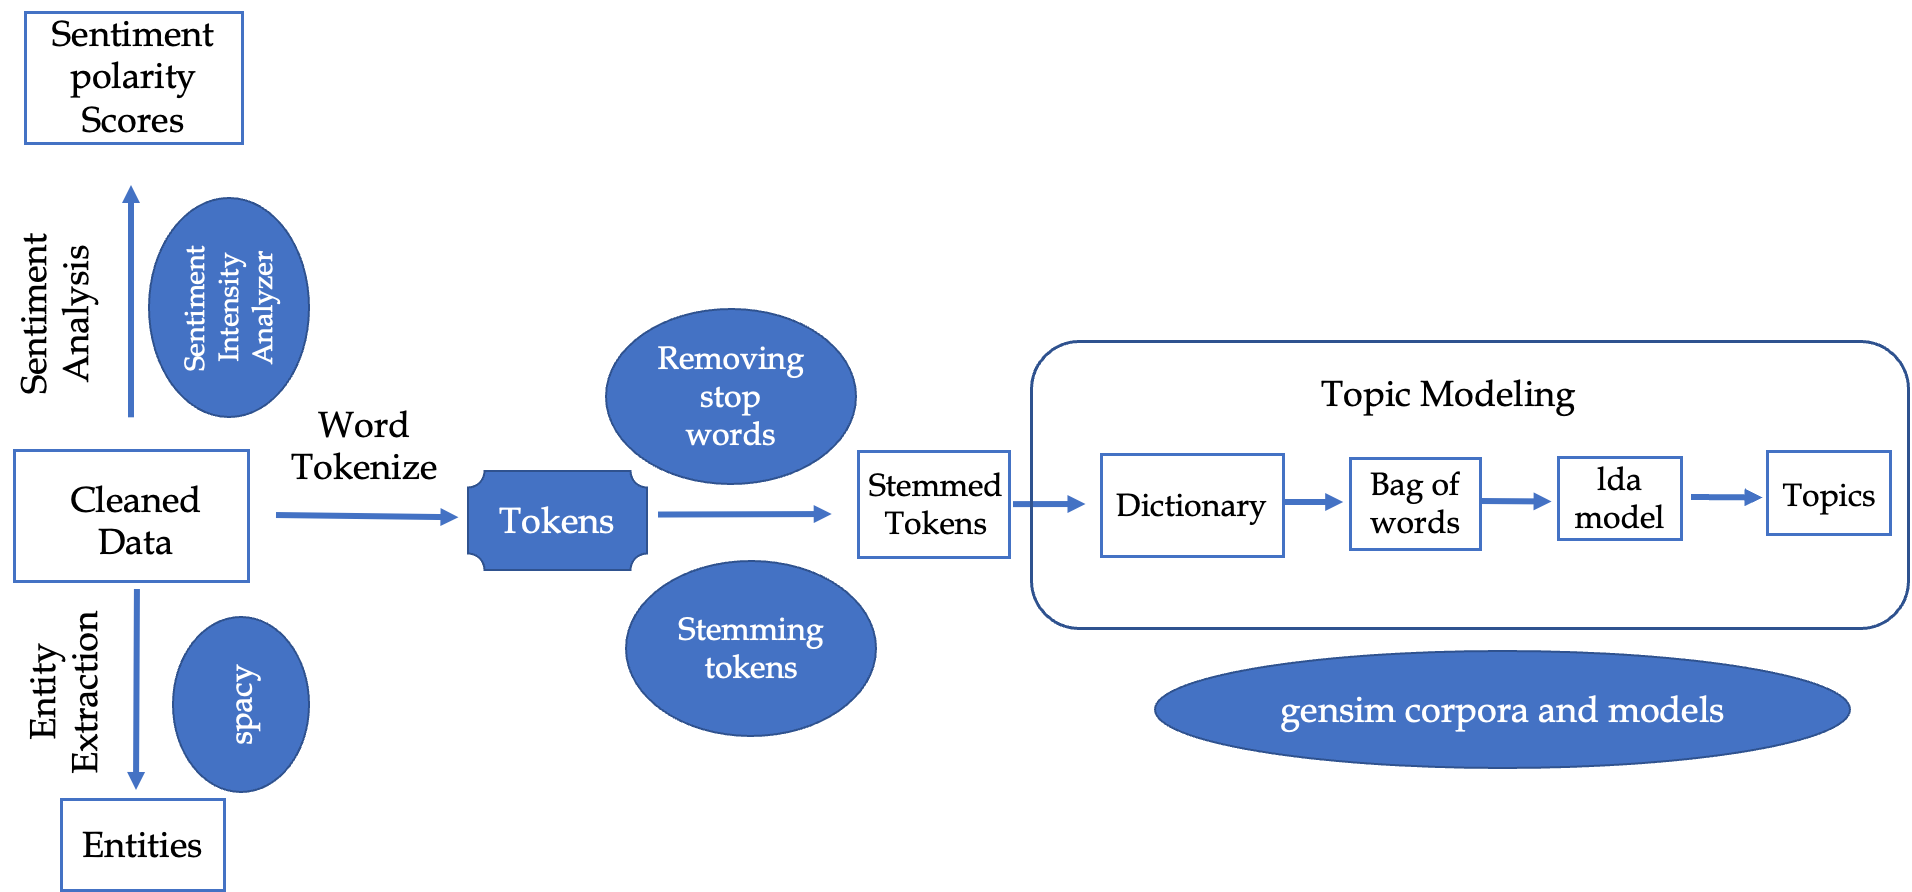 Sentiment
polarity
Scores
Sentiment
Analysis
Sentiment
Intensity
Analyzer
Cleaned
Data
Word
Tokenize
Tokens
Removing
stop
words
Stemming
tokens
Stemmed
Tokens
Topic Modeling
Dictionary
Bag of
words
lda
model
Topics
gensim corpora and models
Entity
Extraction
spacy
Entities